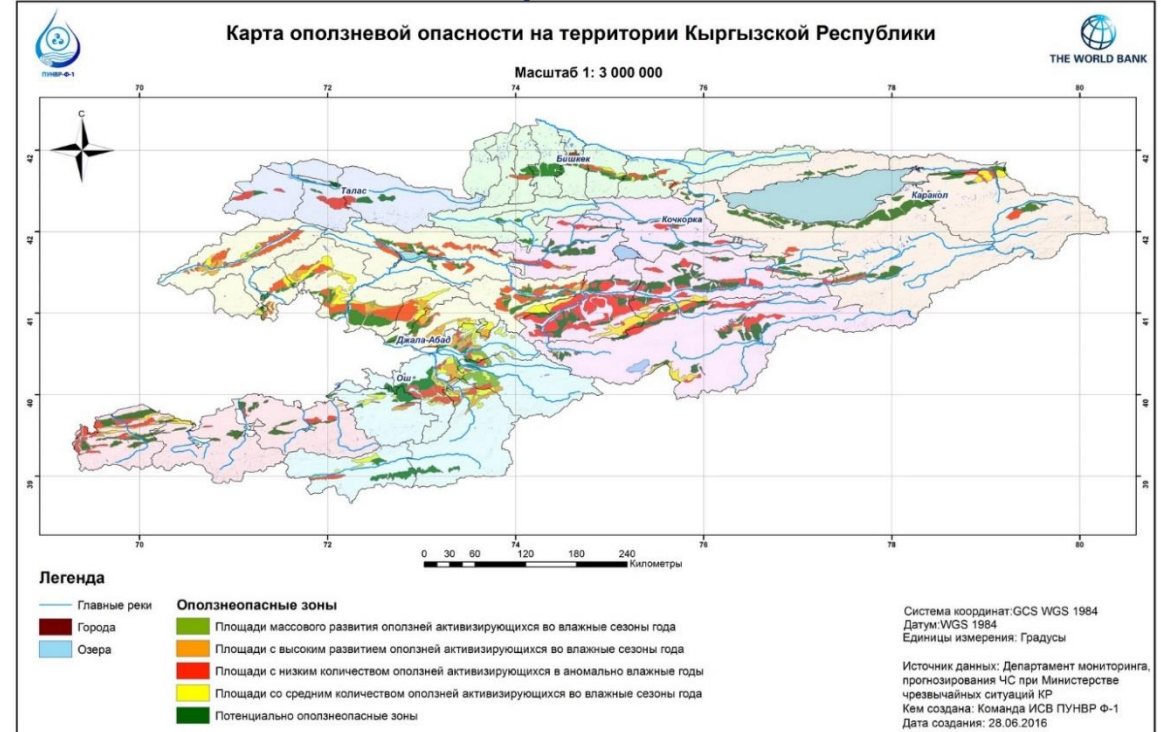 Карта оползневой опасности на территории Кыргызской Республики
ПУНВР-Ф-1
THE WORLD BANK
Масштаб 1: 3 000 000
70 72 74 76 78 80
С
42 42
Бишкек
Талас
Каракол
Кочкорка
42 42
41 41
Джала-Абад
Ош
40 40
39 39
70 72 74 76 78 80
0 30 60 120 180 240
Километры
Легенда
Главные реки
Города
Озера
Оползнеопасные зоны
Площади массового развития оползней активизирующихся во влажные сезоны года
Площади с высоким развитием оползней активизирующихся во влажные сезоны года
Площади с низким количеством оползней активизирующихся в аномально влажные годы
Площади со средним количеством оползней активизирующихся во влажные сезоны года
Потенциально оползнеопасные зоны
Система координат:GCS WGS 1984
Датум:WGS 1984
Единицы измерения: Градусы
Источник данных: Департамент мониторинга,
прогнозирования ЧС при Министерстве
чрезвычайных ситуаций КР
Кем создана: Команда ИСВ ПУНВР Ф-1
Дата создания: 28.06.2016